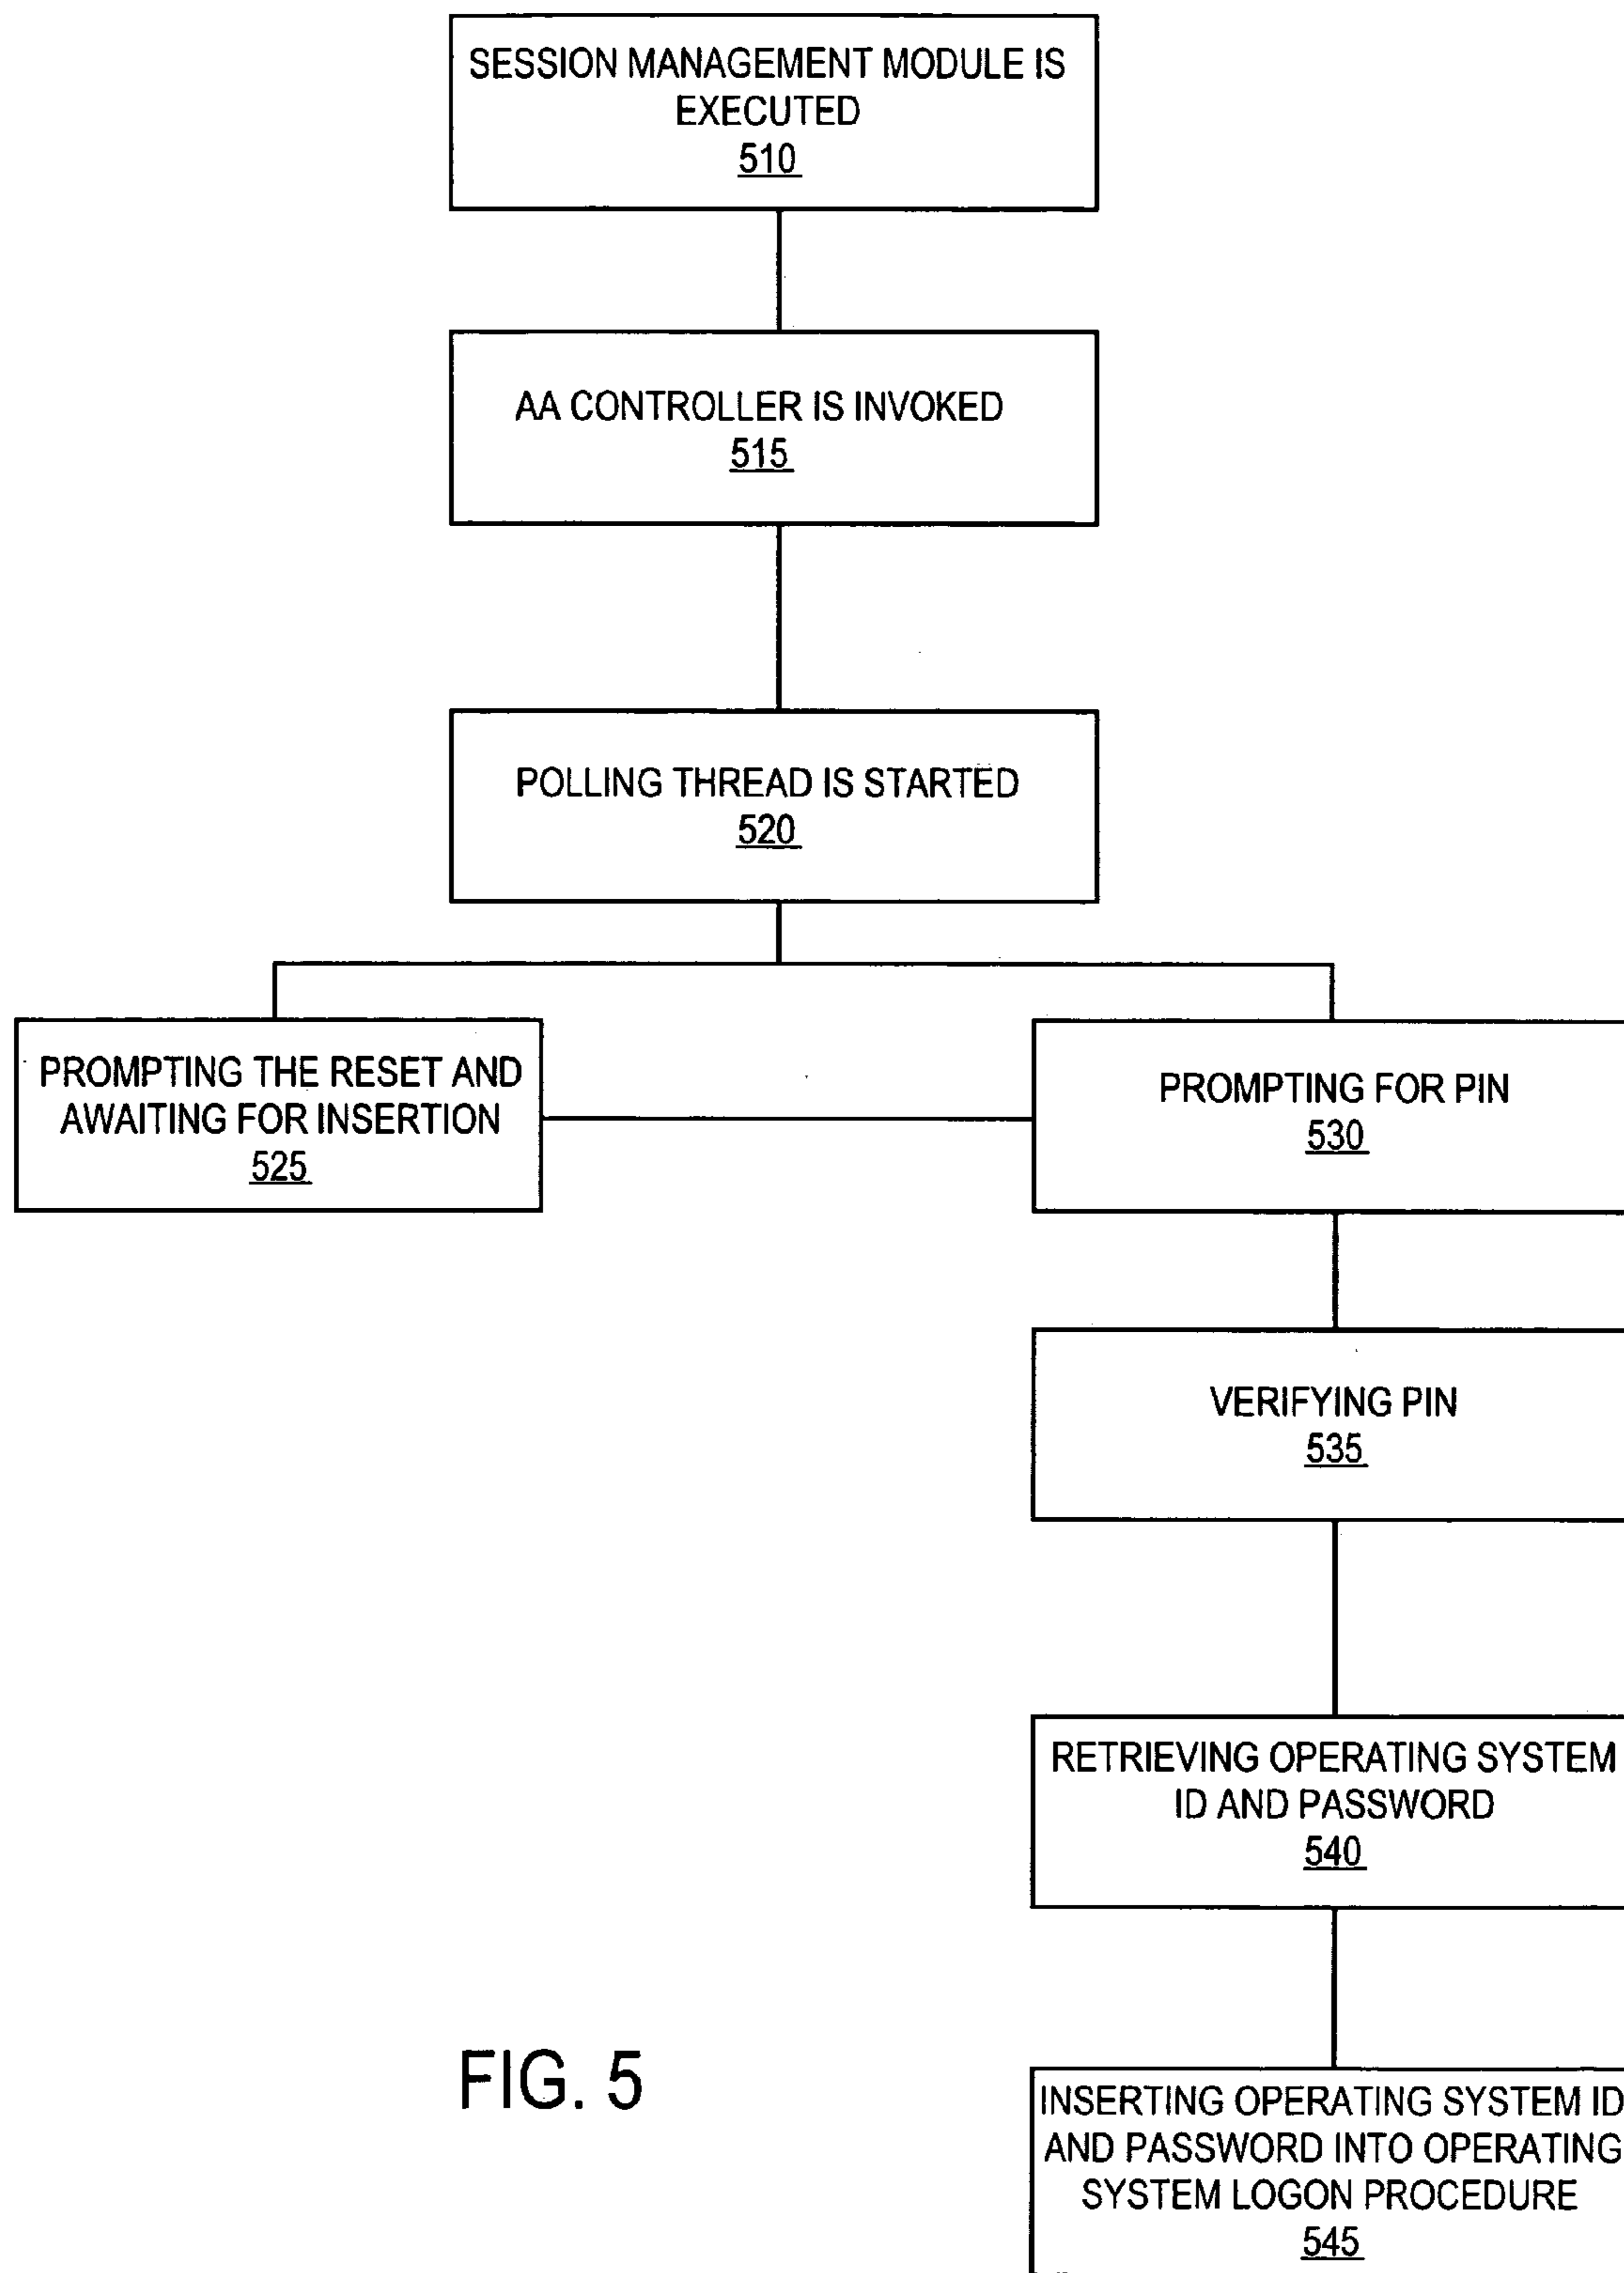 SESSION MANAGEMENT MODULE IS
EXECUTED
510
AA CONTROLLER IS INVOKED
515
POLLING THREAD IS STARTED
520
PROMPTING THE RESET AND
AWAITING FOR INSERTION
525
PROMPTING FOR PIN
530
VERIFYING PIN
535
RETRIEVING OPERATING SYSTEM
ID AND PASSWORD
540
INSERTING OPERATING SYSTEM ID
AND PASSWORD INTO OPERATING
SYSTEM LOGON PROCEDURE
545
FIG. 5